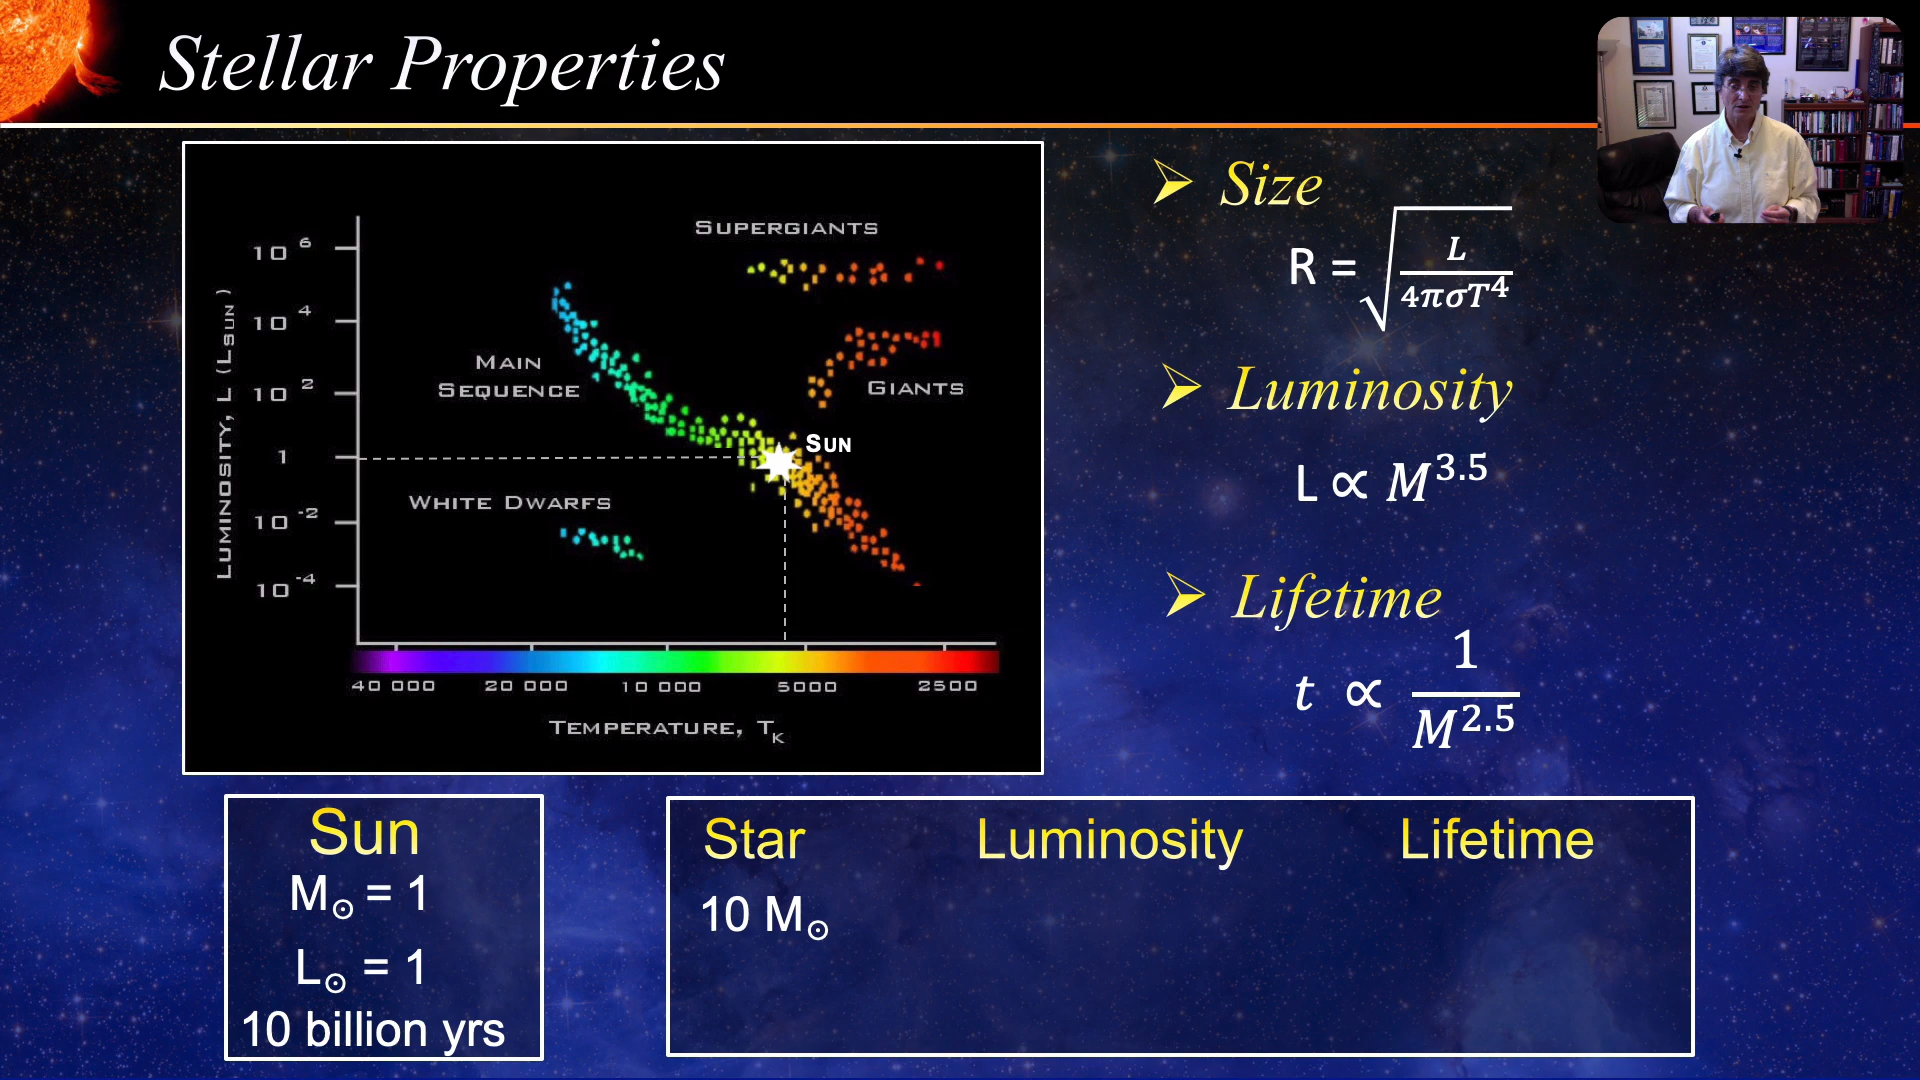 Stellar Properties
SUPERGIANTS
10 6
10 4
10 2
1
10 -2
10 -4
LUMINOSITY, L (LSUN)
MAIN
SEQUENCE
GIANTS
SUN
WHITE DWARFS
40 000 20 000 10 000 5000 2500
TEMPERATURE, TK
➢ Size
R = √(L / 4πσT⁴)
➢ Luminosity
L ∝ M^3.5
➢ Lifetime
t ∝ 1 / M^2.5
Sun
M☉ = 1
L☉ = 1
10 billion yrs
Star Luminosity Lifetime
10 M☉